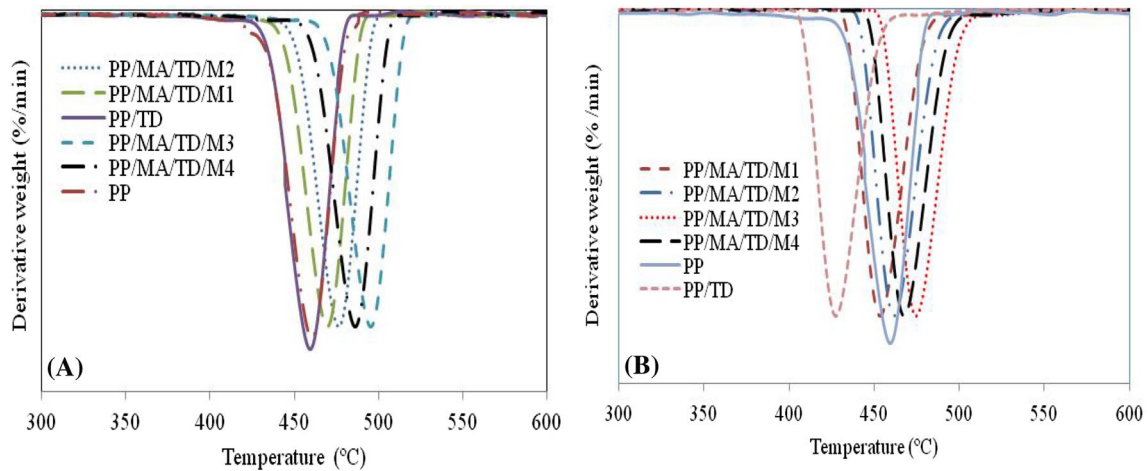 Derivative weight (%/min)
PP/MA/TD/M2
PP/MA/TD/M1
PP/TD
PP/MA/TD/M3
PP/MA/TD/M4
PP
(A)
300 350 400 450 500 550 600
Temperature (°C)
Derivative weight (% /min)
PP/MA/TD/M1
PP/MA/TD/M2
PP/MA/TD/M3
PP/MA/TD/M4
PP
PP/TD
(B)
300 350 400 450 500 550 600
Temperature (°C)